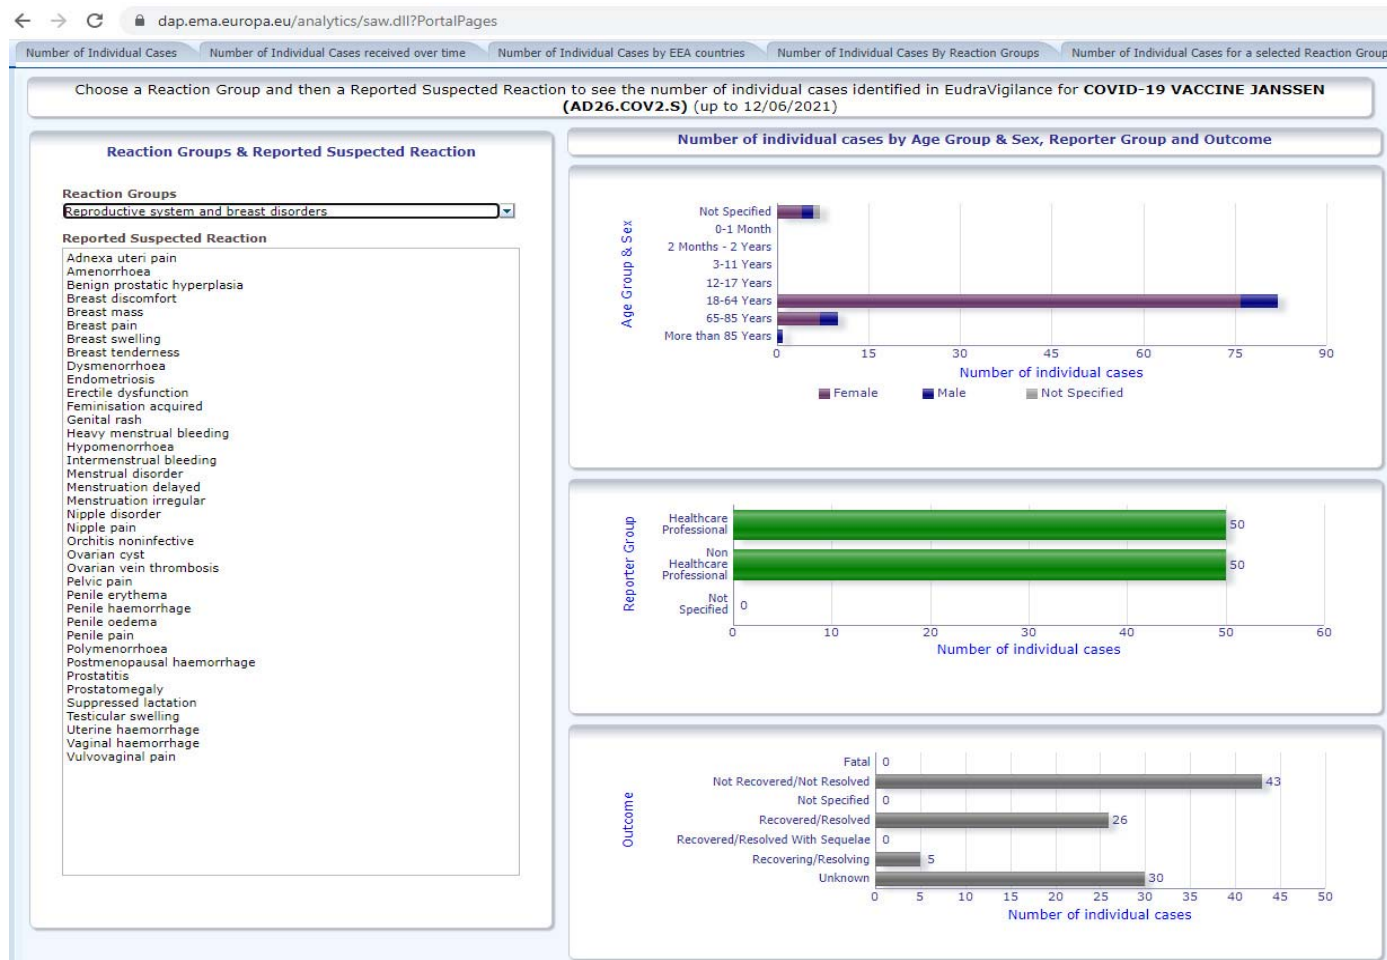 dap.ema.europa.eu/analytics/saw.dll?PortalPages
Number of Individual Cases
Number of Individual Cases received over time
Number of Individual Cases by EEA countries
Number of Individual Cases By Reaction Groups
Number of Individual Cases for a selected Reaction Group
Choose a Reaction Group and then a Reported Suspected Reaction to see the number of individual cases identified in EudraVigilance for COVID-19 VACCINE JANSSEN
(AD26.COV2.S) (up to 12/06/2021)
Reaction Groups & Reported Suspected Reaction
Reaction Groups
Reproductive system and breast disorders
Reported Suspected Reaction
Adnexa uteri pain
Amenorrhoea
Benign prostatic hyperplasia
Breast discomfort
Breast mass
Breast pain
Breast swelling
Breast tenderness
Dysmenorrhoea
Endometriosis
Erectile dysfunction
Feminisation acquired
Genital rash
Heavy menstrual bleeding
Hypomenorrhoea
Intermenstrual bleeding
Menstrual disorder
Menstruation delayed
Menstruation irregular
Nipple disorder
Nipple pain
Orchitis noninfective
Ovarian cyst
Ovarian vein thrombosis
Pelvic pain
Penile erythema
Penile haemorrhage
Penile oedema
Penile pain
Polymenorrhoea
Postmenopausal haemorrhage
Prostatitis
Prostatomegaly
Suppressed lactation
Testicular swelling
Uterine haemorrhage
Vaginal haemorrhage
Vulvovaginal pain
Number of individual cases by Age Group & Sex, Reporter Group and Outcome
Age Group & Sex
Not Specified
0-1 Month
2 Months - 2 Years
3-11 Years
12-17 Years
18-64 Years
65-85 Years
More than 85 Years
0 15 30 45 60 75 90
Number of individual cases
Female Male Not Specified
Reporter Group
Healthcare
Professional
50
Non
Healthcare
Professional
50
Not
Specified
0
0 10 20 30 40 50 60
Number of individual cases
Outcome
Fatal 0
Not Recovered/Not Resolved 43
Not Specified 0
Recovered/Resolved 26
Recovered/Resolved With Sequelae 0
Recovering/Resolving 5
Unknown 30
0 5 10 15 20 25 30 35 40 45 50
Number of individual cases